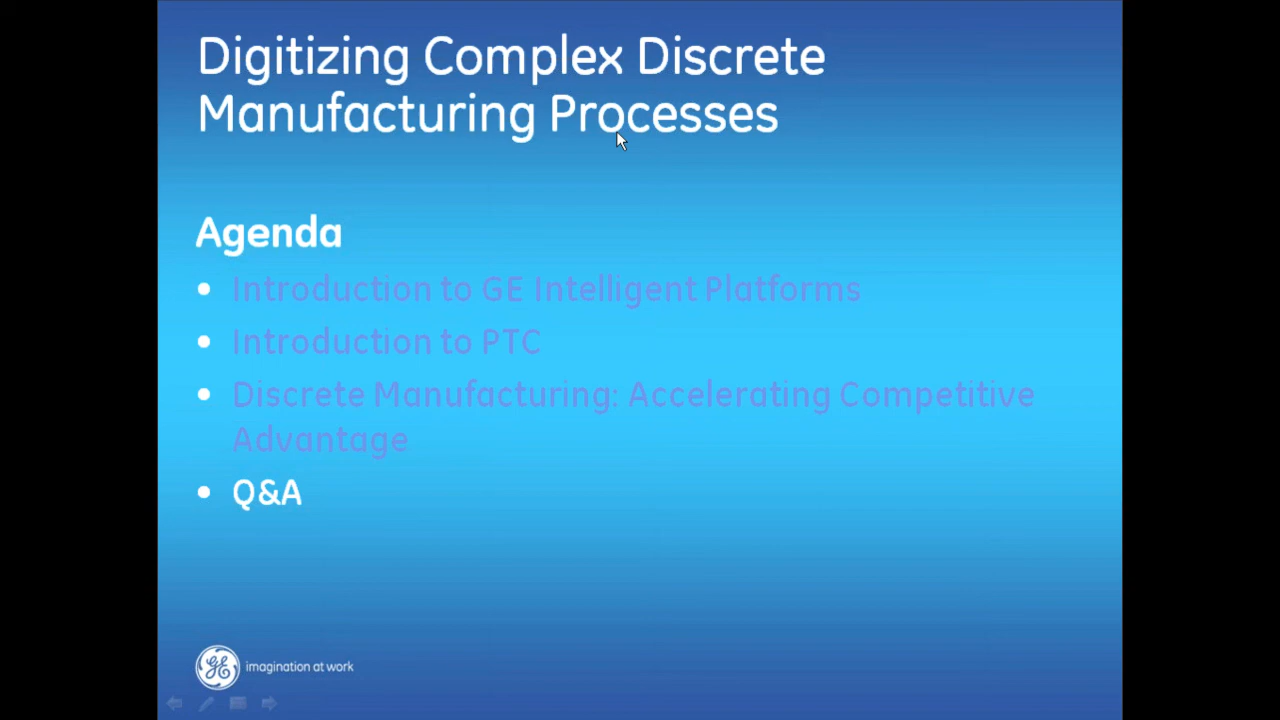 Digitizing Complex Discrete
Manufacturing Processes
Agenda
• Introduction to GE Intelligent Platforms
• Introduction to PTC
• Discrete Manufacturing: Accelerating Competitive
Advantage
• Q&A
GE imagination at work